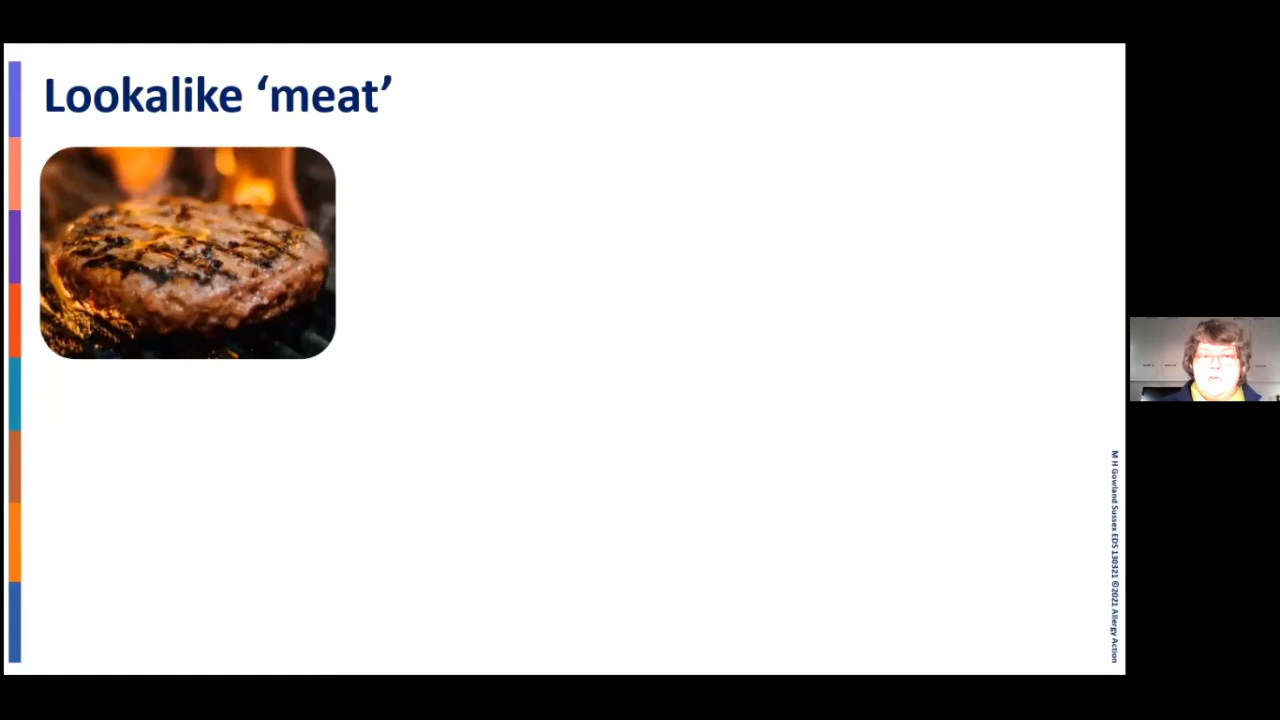 Lookalike ‘meat’
M H Gowland Sussex EDS 130321 ©2021 Allergy Action